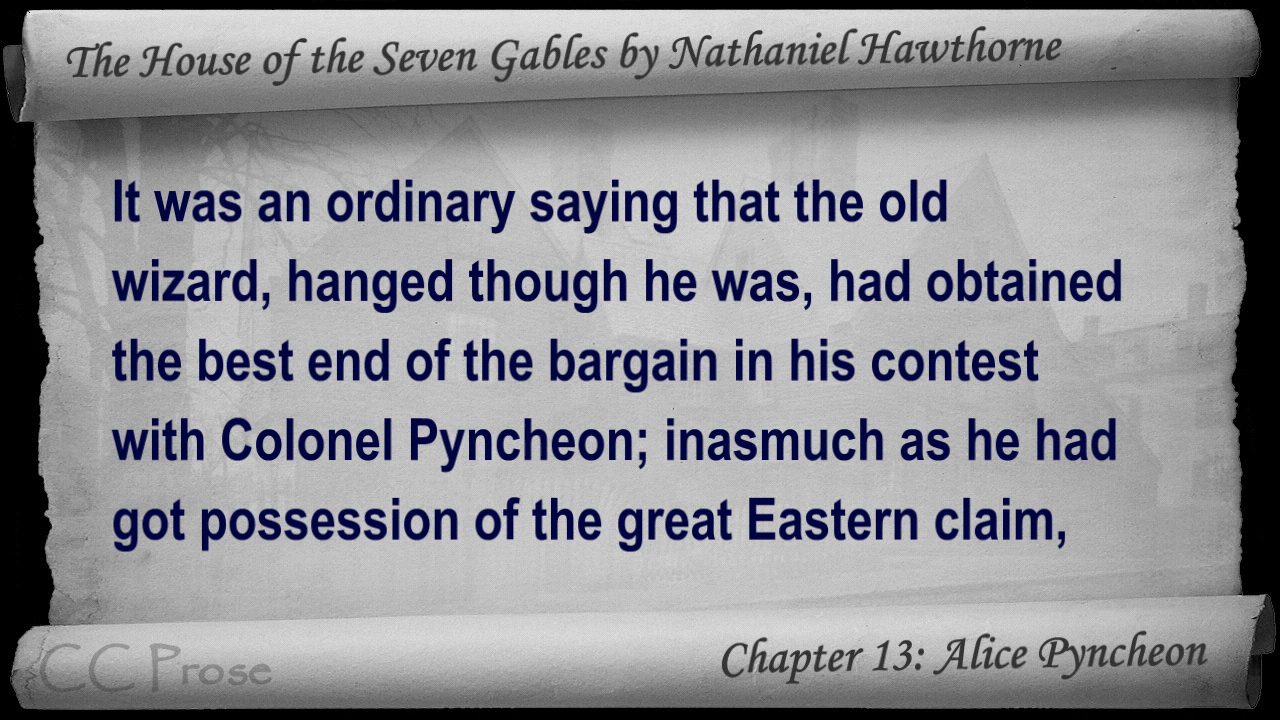 The House of the Seven Gables by Nathaniel Hawthorne
It was an ordinary saying that the old
wizard, hanged though he was, had obtained
the best end of the bargain in his contest
with Colonel Pyncheon; inasmuch as he had
got possession of the great Eastern claim,
CC Prose
Chapter 13: Alice Pyncheon